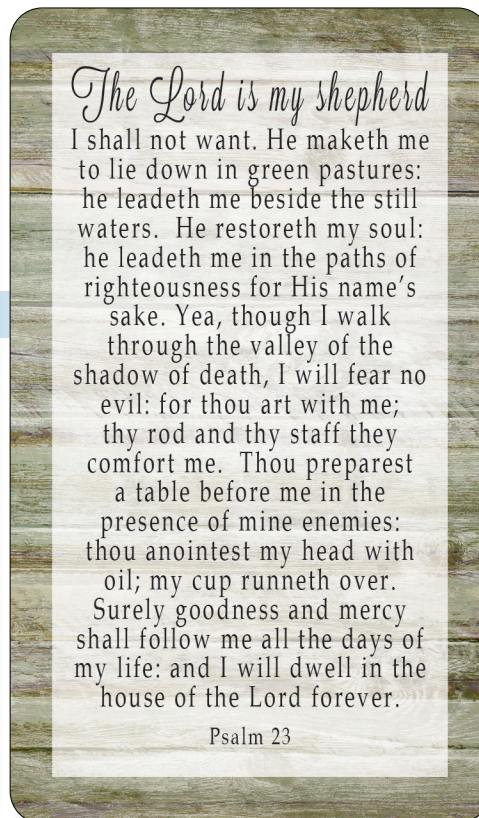 The Lord is my shepherd
I shall not want. He maketh me
to lie down in green pastures:
he leadeth me beside the still
waters.  He restoreth my soul:
he leadeth me in the paths of
righteousness for His name’s
sake. Yea, though I walk
through the valley of the
shadow of death, I will fear no
evil: for thou art with me;
thy rod and thy staff they
comfort me.  Thou preparest
a table before me in the
presence of mine enemies:
thou anointest my head with
oil; my cup runneth over.
Surely goodness and mercy
shall follow me all the days of
my life: and I will dwell in the
house of the Lord forever.
Psalm 23